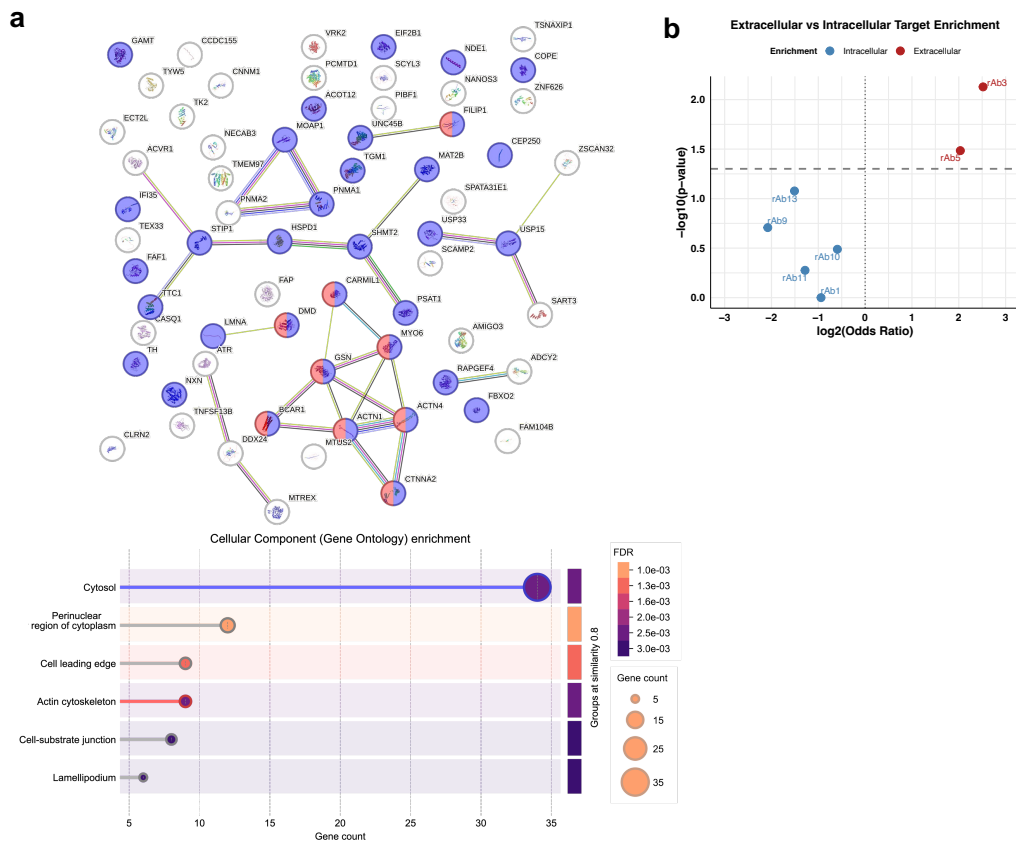 a
b
GAMT
CCDC155
VRK2
EIF2B1
TSNAXIP1
NDE1
COPE
TYW5
CNNM1
PCMTD1
SCYL3
NANOS3
ZNF626
TK2
ACOT12
PIBF1
FILIP1
ECT2L
NECAB3
MOAP1
UNC45B
CEP250
ACVR1
TMEM97
TGM1
MAT2B
ZSCAN32
IFI35
PNMA2
PNMA1
SPATA31E1
TEX33
STIP1
HSPD1
SHMT2
USP33
USP15
FAF1
SCAMP2
TTC1
FAP
CARMIL1
PSAT1
SART3
CASQ1
LMNA
DMD
MYO6
AMIGO3
TH
ATR
GSN
RAPGEF4
ADCY2
NXN
FBXO2
TNFSF13B
BCAR1
ACTN1
ACTN4
CLRN2
DDX24
MTUS2
FAM104B
CTNNA2
MTREX
Extracellular vs Intracellular Target Enrichment
Enrichment Intracellular Extracellular
−log10(p−value)
2.0
1.5
1.0
0.5
0.0
rAb3
rAb5
rAb13
rAb9
rAb10
rAb11
rAb1
−3 −2 −1 0 1 2 3
log2(Odds Ratio)
Cellular Component (Gene Ontology) enrichment
Cytosol
Perinuclear
region of cytoplasm
Cell leading edge
Actin cytoskeleton
Cell-substrate junction
Lamellipodium
5 10 15 20 25 30 35
Gene count
Groups at similarity 0.8
FDR
1.0e-03
1.3e-03
1.6e-03
2.0e-03
2.5e-03
3.0e-03
Gene count
5
15
25
35